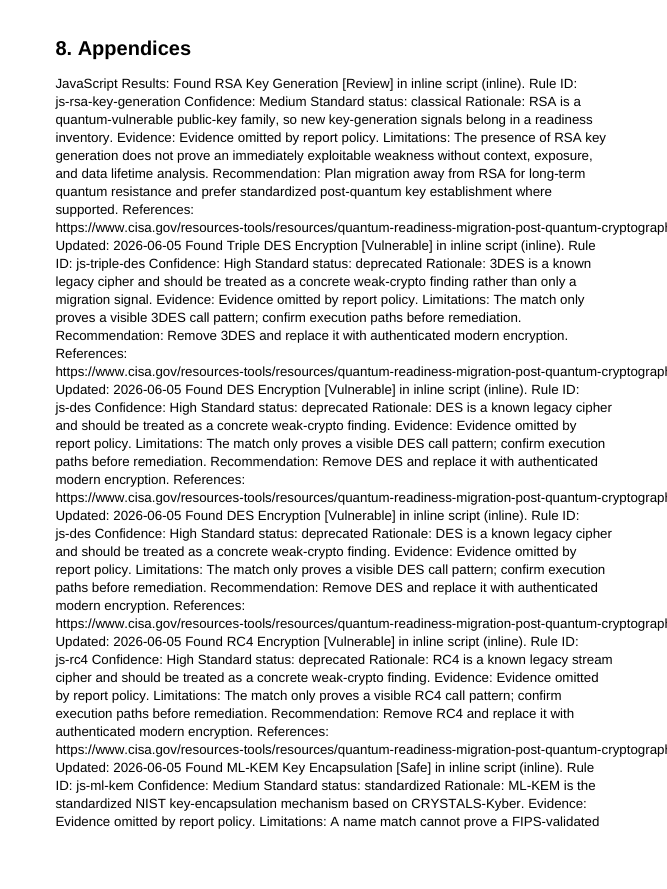 8. Appendices
JavaScript Results: Found RSA Key Generation [Review] in inline script (inline). Rule ID:
js-rsa-key-generation Confidence: Medium Standard status: classical Rationale: RSA is a
quantum-vulnerable public-key family, so new key-generation signals belong in a readiness
inventory. Evidence: Evidence omitted by report policy. Limitations: The presence of RSA key
generation does not prove an immediately exploitable weakness without context, exposure,
and data lifetime analysis. Recommendation: Plan migration away from RSA for long-term
quantum resistance and prefer standardized post-quantum key establishment where
supported. References:
https://www.cisa.gov/resources-tools/resources/quantum-readiness-migration-post-quantum-cryptograph
Updated: 2026-06-05 Found Triple DES Encryption [Vulnerable] in inline script (inline). Rule
ID: js-triple-des Confidence: High Standard status: deprecated Rationale: 3DES is a known
legacy cipher and should be treated as a concrete weak-crypto finding rather than only a
migration signal. Evidence: Evidence omitted by report policy. Limitations: The match only
proves a visible 3DES call pattern; confirm execution paths before remediation.
Recommendation: Remove 3DES and replace it with authenticated modern encryption.
References:
https://www.cisa.gov/resources-tools/resources/quantum-readiness-migration-post-quantum-cryptograph
Updated: 2026-06-05 Found DES Encryption [Vulnerable] in inline script (inline). Rule ID:
js-des Confidence: High Standard status: deprecated Rationale: DES is a known legacy cipher
and should be treated as a concrete weak-crypto finding. Evidence: Evidence omitted by
report policy. Limitations: The match only proves a visible DES call pattern; confirm execution
paths before remediation. Recommendation: Remove DES and replace it with authenticated
modern encryption. References:
https://www.cisa.gov/resources-tools/resources/quantum-readiness-migration-post-quantum-cryptograph
Updated: 2026-06-05 Found DES Encryption [Vulnerable] in inline script (inline). Rule ID:
js-des Confidence: High Standard status: deprecated Rationale: DES is a known legacy cipher
and should be treated as a concrete weak-crypto finding. Evidence: Evidence omitted by
report policy. Limitations: The match only proves a visible DES call pattern; confirm execution
paths before remediation. Recommendation: Remove DES and replace it with authenticated
modern encryption. References:
https://www.cisa.gov/resources-tools/resources/quantum-readiness-migration-post-quantum-cryptograph
Updated: 2026-06-05 Found RC4 Encryption [Vulnerable] in inline script (inline). Rule ID:
js-rc4 Confidence: High Standard status: deprecated Rationale: RC4 is a known legacy stream
cipher and should be treated as a concrete weak-crypto finding. Evidence: Evidence omitted
by report policy. Limitations: The match only proves a visible RC4 call pattern; confirm
execution paths before remediation. Recommendation: Remove RC4 and replace it with
authenticated modern encryption. References:
https://www.cisa.gov/resources-tools/resources/quantum-readiness-migration-post-quantum-cryptograph
Updated: 2026-06-05 Found ML-KEM Key Encapsulation [Safe] in inline script (inline). Rule
ID: js-ml-kem Confidence: Medium Standard status: standardized Rationale: ML-KEM is the
standardized NIST key-encapsulation mechanism based on CRYSTALS-Kyber. Evidence:
Evidence omitted by report policy. Limitations: A name match cannot prove a FIPS-validated